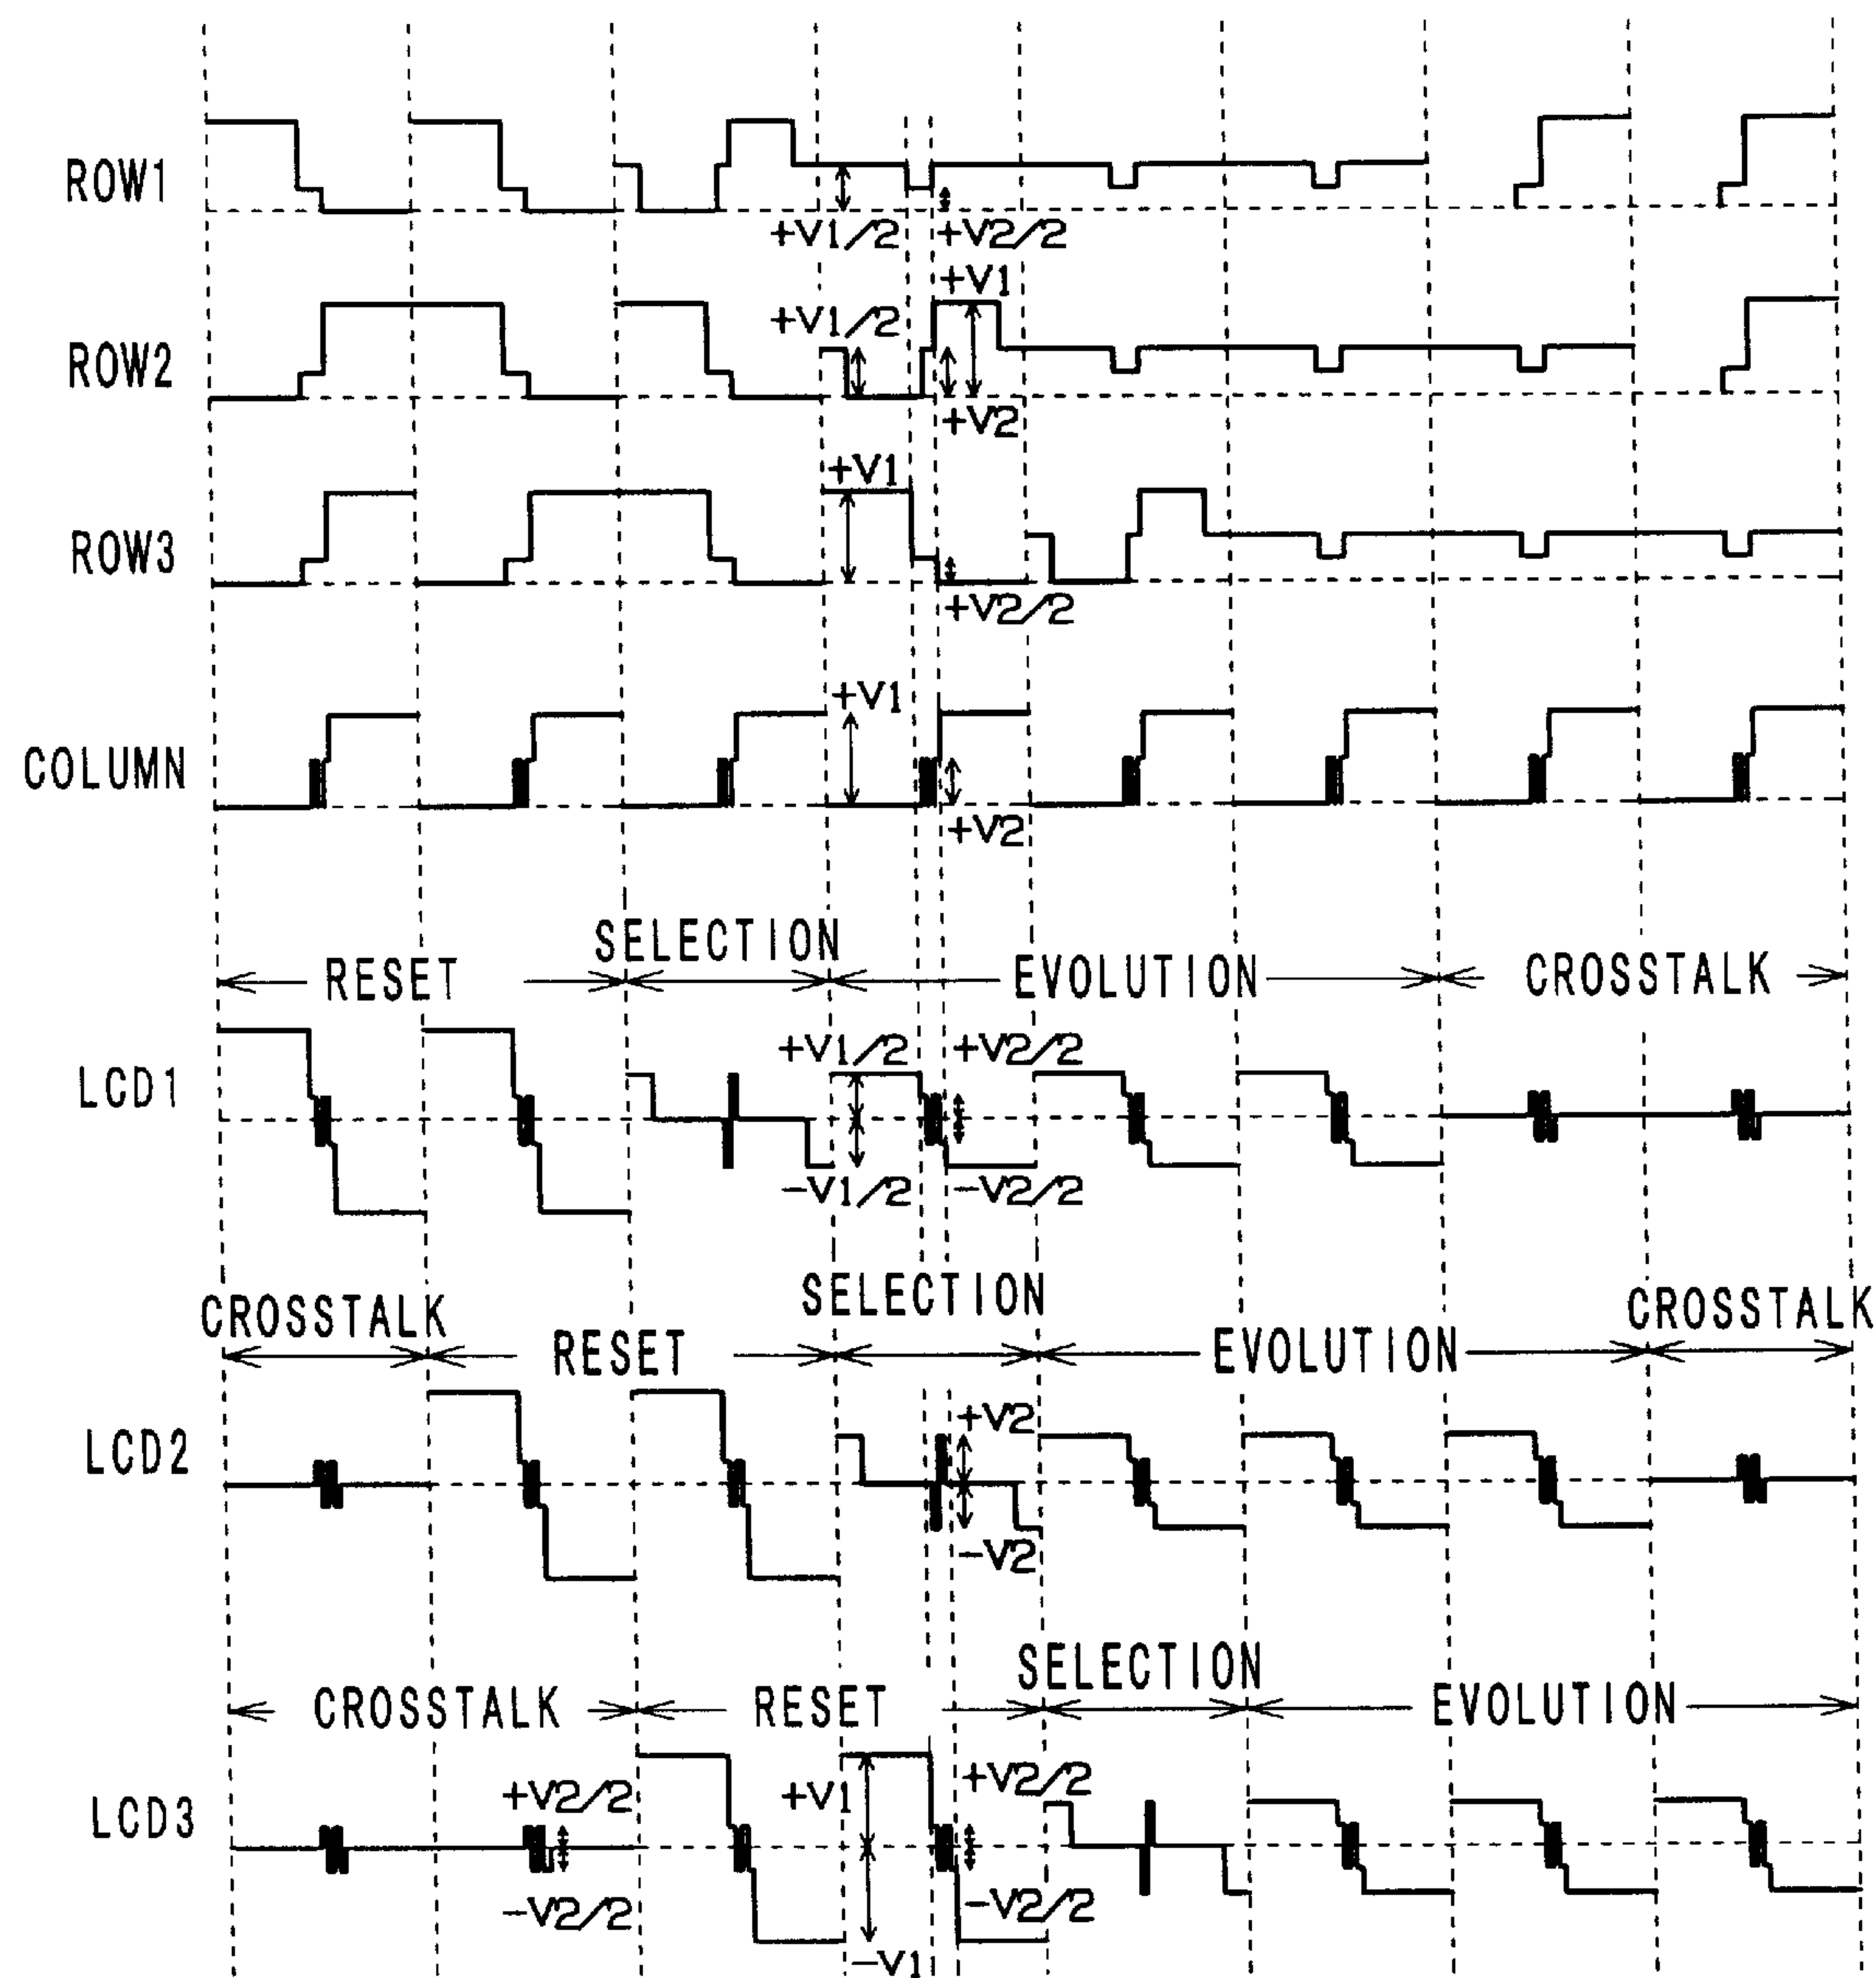 ROW1
+V1/2 +V2/2
+V1
+V1/2
ROW2
+V2
+V1
ROW3
+V2/2
+V1
COLUMN
+V2
SELECTION
RESET EVOLUTION CROSSTALK
+V1/2 +V2/2
LCD1
-V1/2 -V2/2
SELECTION
CROSSTALK CROSSTALK
RESET EVOLUTION
+V2
LCD2
-V2
SELECTION
CROSSTALK RESET EVOLUTION
+V2/2 +V1 +V2/2
LCD3
-V2/2 -V2/2
-V1